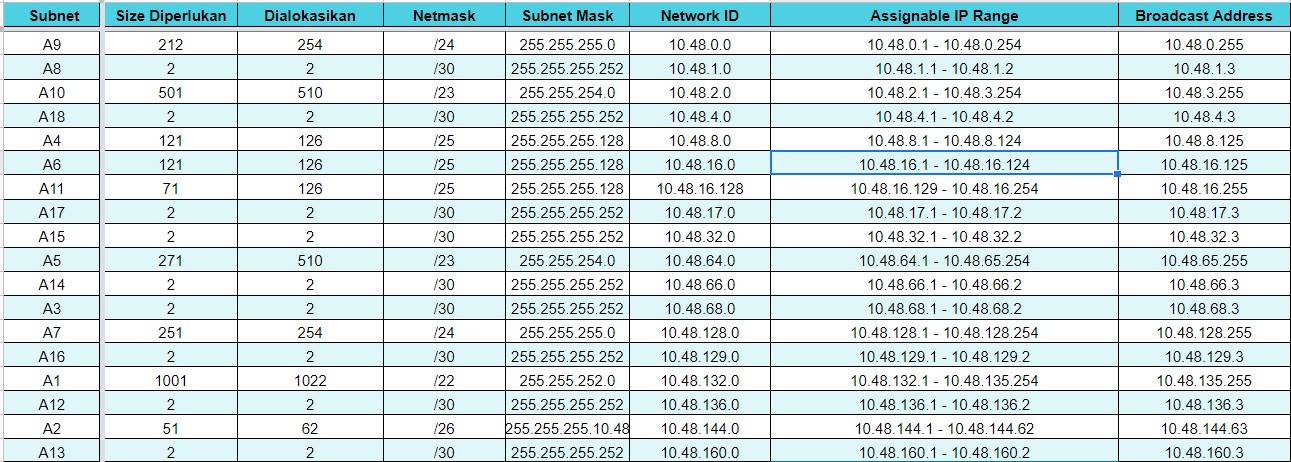 Subnet Size Diperlukan Dialokasikan Netmask Subnet Mask Network ID Assignable IP Range Broadcast Address
A9 212 254 /24 255.255.255.0 10.48.0.0 10.48.0.1 - 10.48.0.254 10.48.0.255
A8 2 2 /30 255.255.255.252 10.48.1.0 10.48.1.1 - 10.48.1.2 10.48.1.3
A10 501 510 /23 255.255.254.0 10.48.2.0 10.48.2.1 - 10.48.3.254 10.48.3.255
A18 2 2 /30 255.255.255.252 10.48.4.0 10.48.4.1 - 10.48.4.2 10.48.4.3
A4 121 126 /25 255.255.255.128 10.48.8.0 10.48.8.1 - 10.48.8.124 10.48.8.125
A6 121 126 /25 255.255.255.128 10.48.16.0 10.48.16.1 - 10.48.16.124 10.48.16.125
A11 71 126 /25 255.255.255.128 10.48.16.128 10.48.16.129 - 10.48.16.254 10.48.16.255
A17 2 2 /30 255.255.255.252 10.48.17.0 10.48.17.1 - 10.48.17.2 10.48.17.3
A15 2 2 /30 255.255.255.252 10.48.32.0 10.48.32.1 - 10.48.32.2 10.48.32.3
A5 271 510 /23 255.255.254.0 10.48.64.0 10.48.64.1 - 10.48.65.254 10.48.65.255
A14 2 2 /30 255.255.255.252 10.48.66.0 10.48.66.1 - 10.48.66.2 10.48.66.3
A3 2 2 /30 255.255.255.252 10.48.68.0 10.48.68.1 - 10.48.68.2 10.48.68.3
A7 251 254 /24 255.255.255.0 10.48.128.0 10.48.128.1 - 10.48.128.254 10.48.128.255
A16 2 2 /30 255.255.255.252 10.48.129.0 10.48.129.1 - 10.48.129.2 10.48.129.3
A1 1001 1022 /22 255.255.252.0 10.48.132.0 10.48.132.1 - 10.48.135.254 10.48.135.255
A12 2 2 /30 255.255.255.252 10.48.136.0 10.48.136.1 - 10.48.136.2 10.48.136.3
A2 51 62 /26 255.255.255.10.48 10.48.144.0 10.48.144.1 - 10.48.144.62 10.48.144.63
A13 2 2 /30 255.255.255.252 10.48.160.0 10.48.160.1 - 10.48.160.2 10.48.160.3